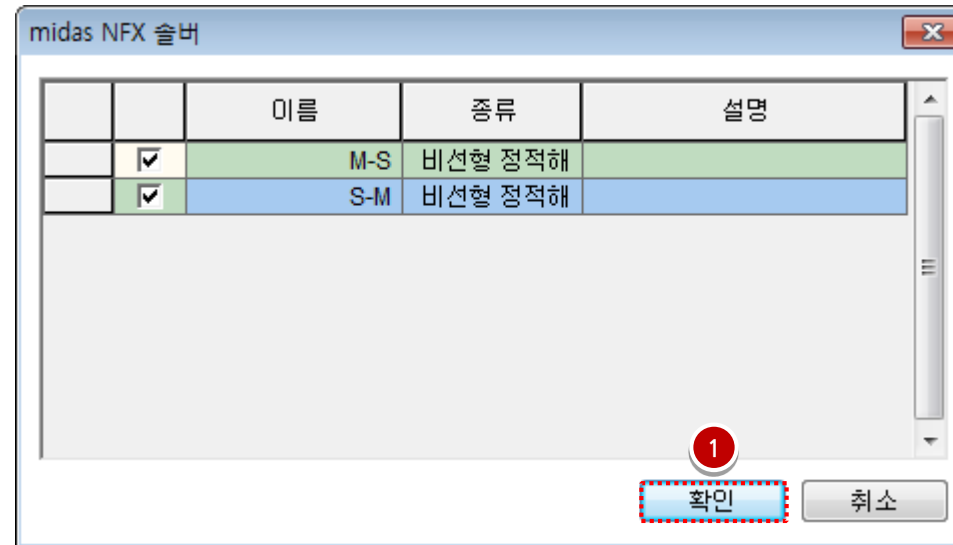 midas NFX 솔버
이름 종류 설명
M-S 비선형 정적해
S-M 비선형 정적해
1
확인 취소